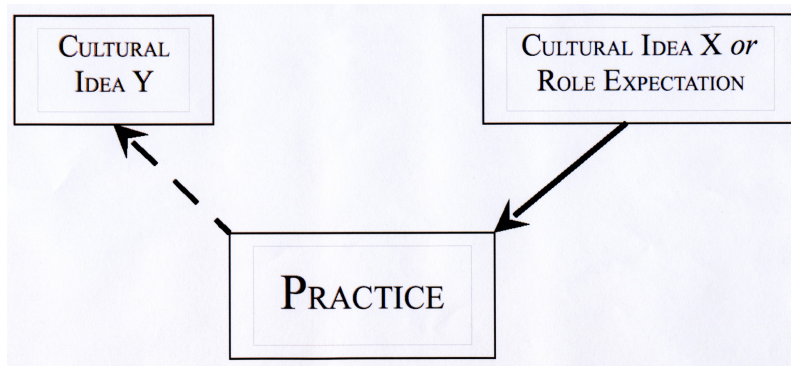 CULTURAL
IDEA Y
CULTURAL IDEA X or
ROLE EXPECTATION
PRACTICE